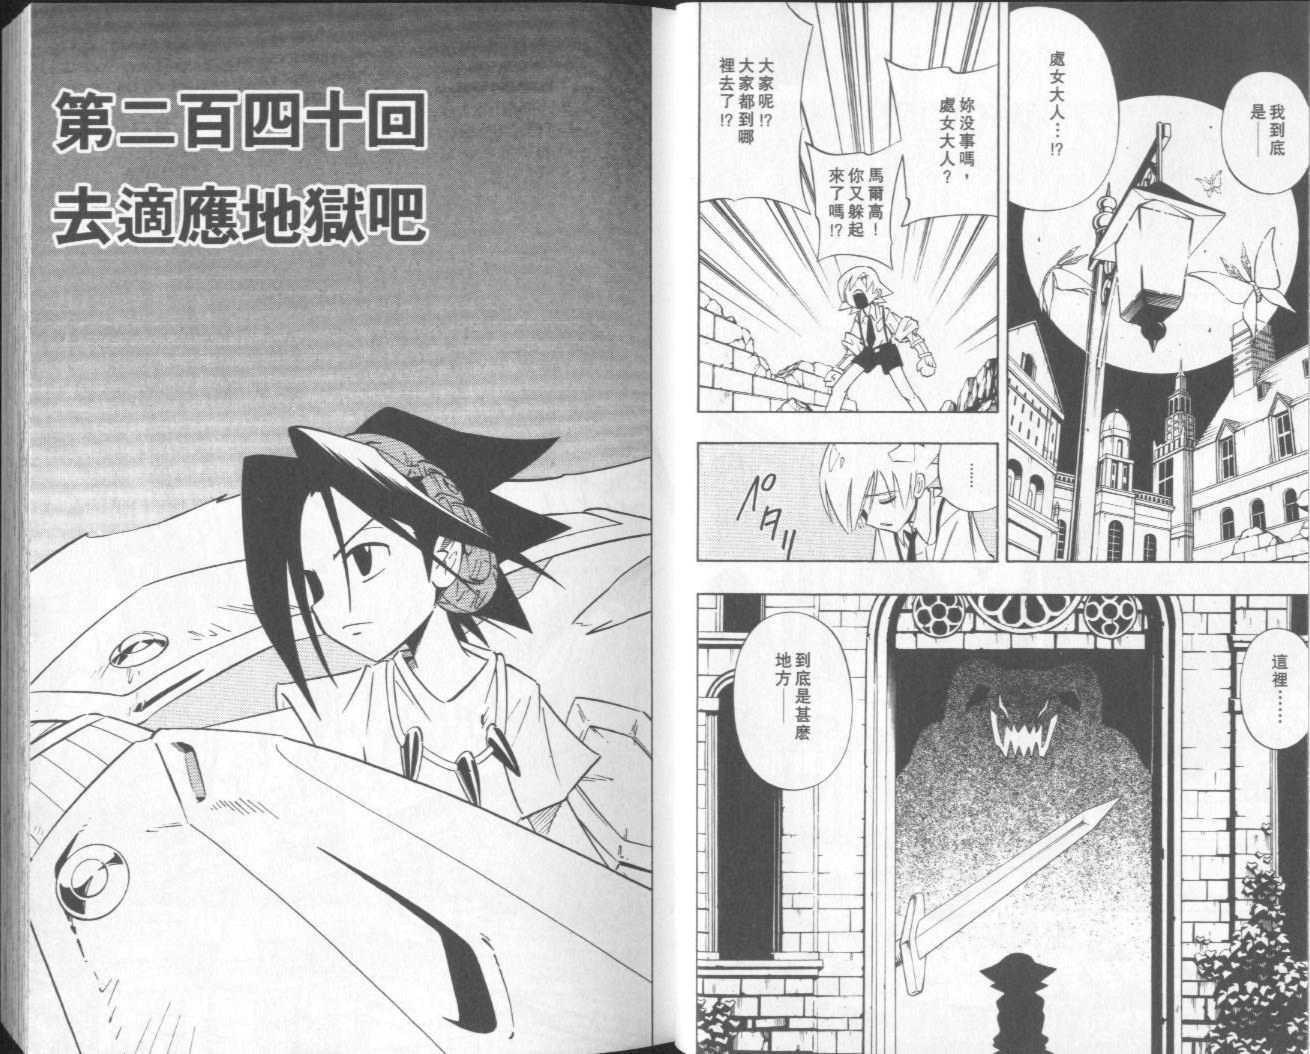 我到底
是──
處女大人…!?
妳没事嗎，
處女大人?
馬爾高!
你又躲起
來了嗎!?
大家呢!?
大家都到哪
裡去了!?
……
パタッ
這裡……
到底是甚麽
地方──
第二百四十回
去適應地獄吧